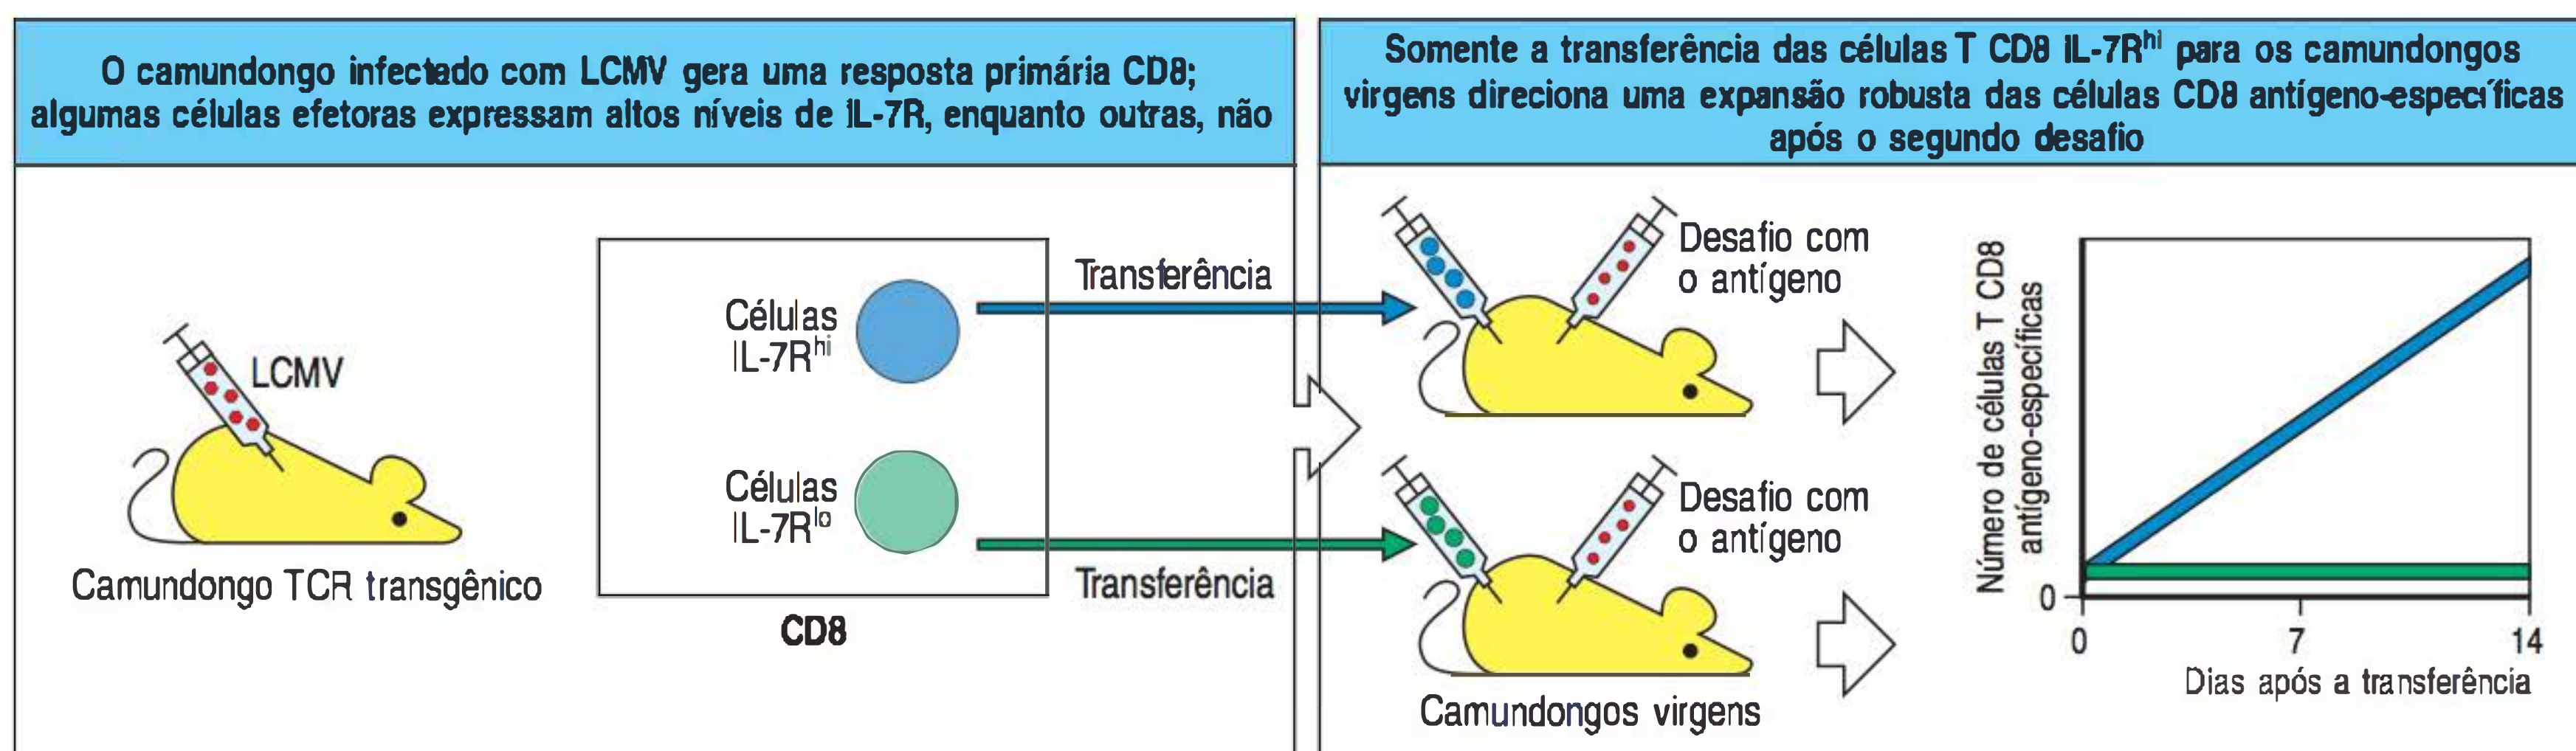 O camundongo infectado com LCMV gera uma resposta primária CD8;
algumas células efetoras expressam altos níveis de IL-7R, enquanto outras, não
Somente a transferência das células T CD8 IL-7Rhi para os camundongos
virgens direciona uma expansão robusta das células CD8 antígeno-específicas
após o segundo desafio
LCMV
Camundongo TCR transgênico
Células
IL-7Rhi
Células
IL-7Rlo
CD8
Transferência
Transferência
Desafio com
o antígeno
Desafio com
o antígeno
Camundongos virgens
Número de células T CD8
antígeno-específicas
0
0 7 14
Dias após a transferência